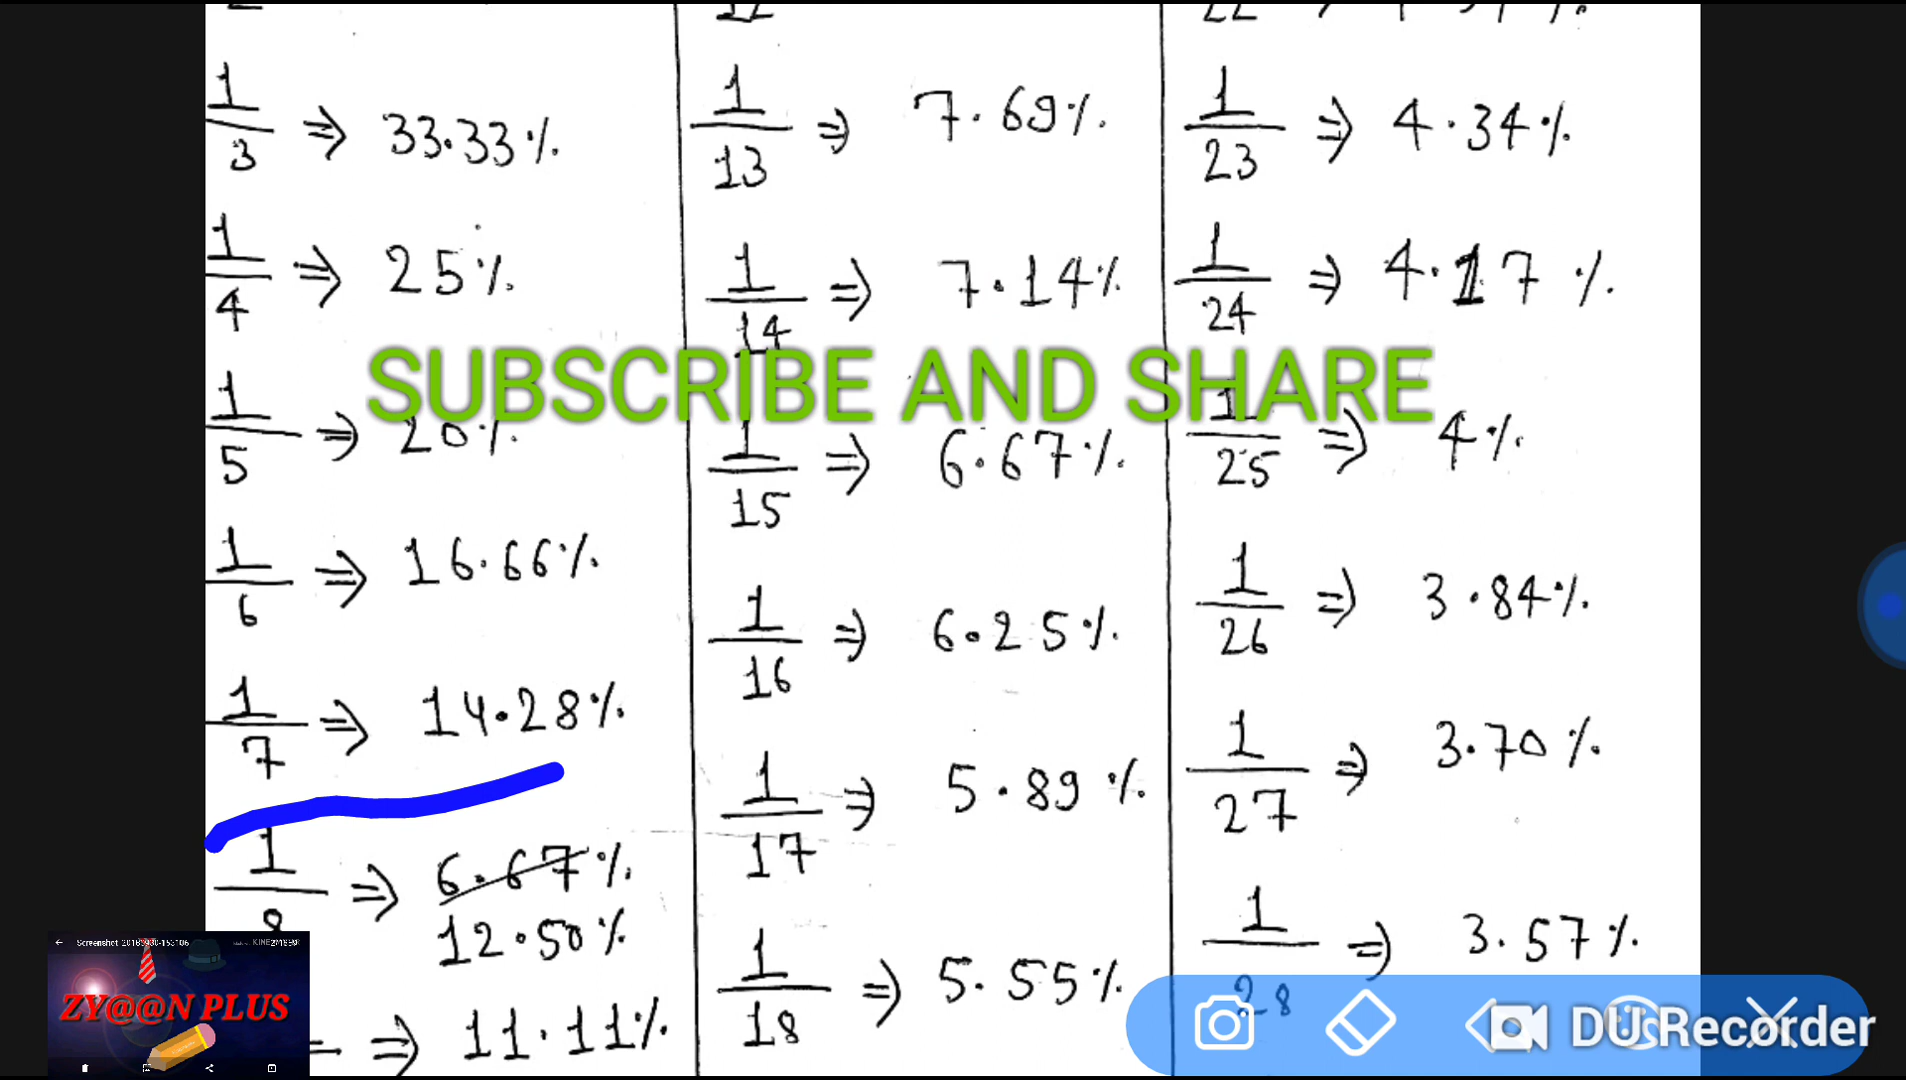 1/3 ⇒ 33.33%
1/4 ⇒ 25%
1/5 ⇒ 20%
1/6 ⇒ 16.66%
1/7 ⇒ 14.28%
1/8 ⇒ 6.67%
12.50%
⇒ 11.11%
1/13 ⇒ 7.69%
1/14 ⇒ 7.14%
1/15 ⇒ 6.67%
1/16 ⇒ 6.25%
1/17 ⇒ 5.89%
1/18 ⇒ 5.55%
1/23 ⇒ 4.34%
1/24 ⇒ 4.17%
1/25 ⇒ 4%
1/26 ⇒ 3.84%
1/27 ⇒ 3.70%
1/28 ⇒ 3.57%
SUBSCRIBE AND SHARE
ZY@@N PLUS
DU Recorder